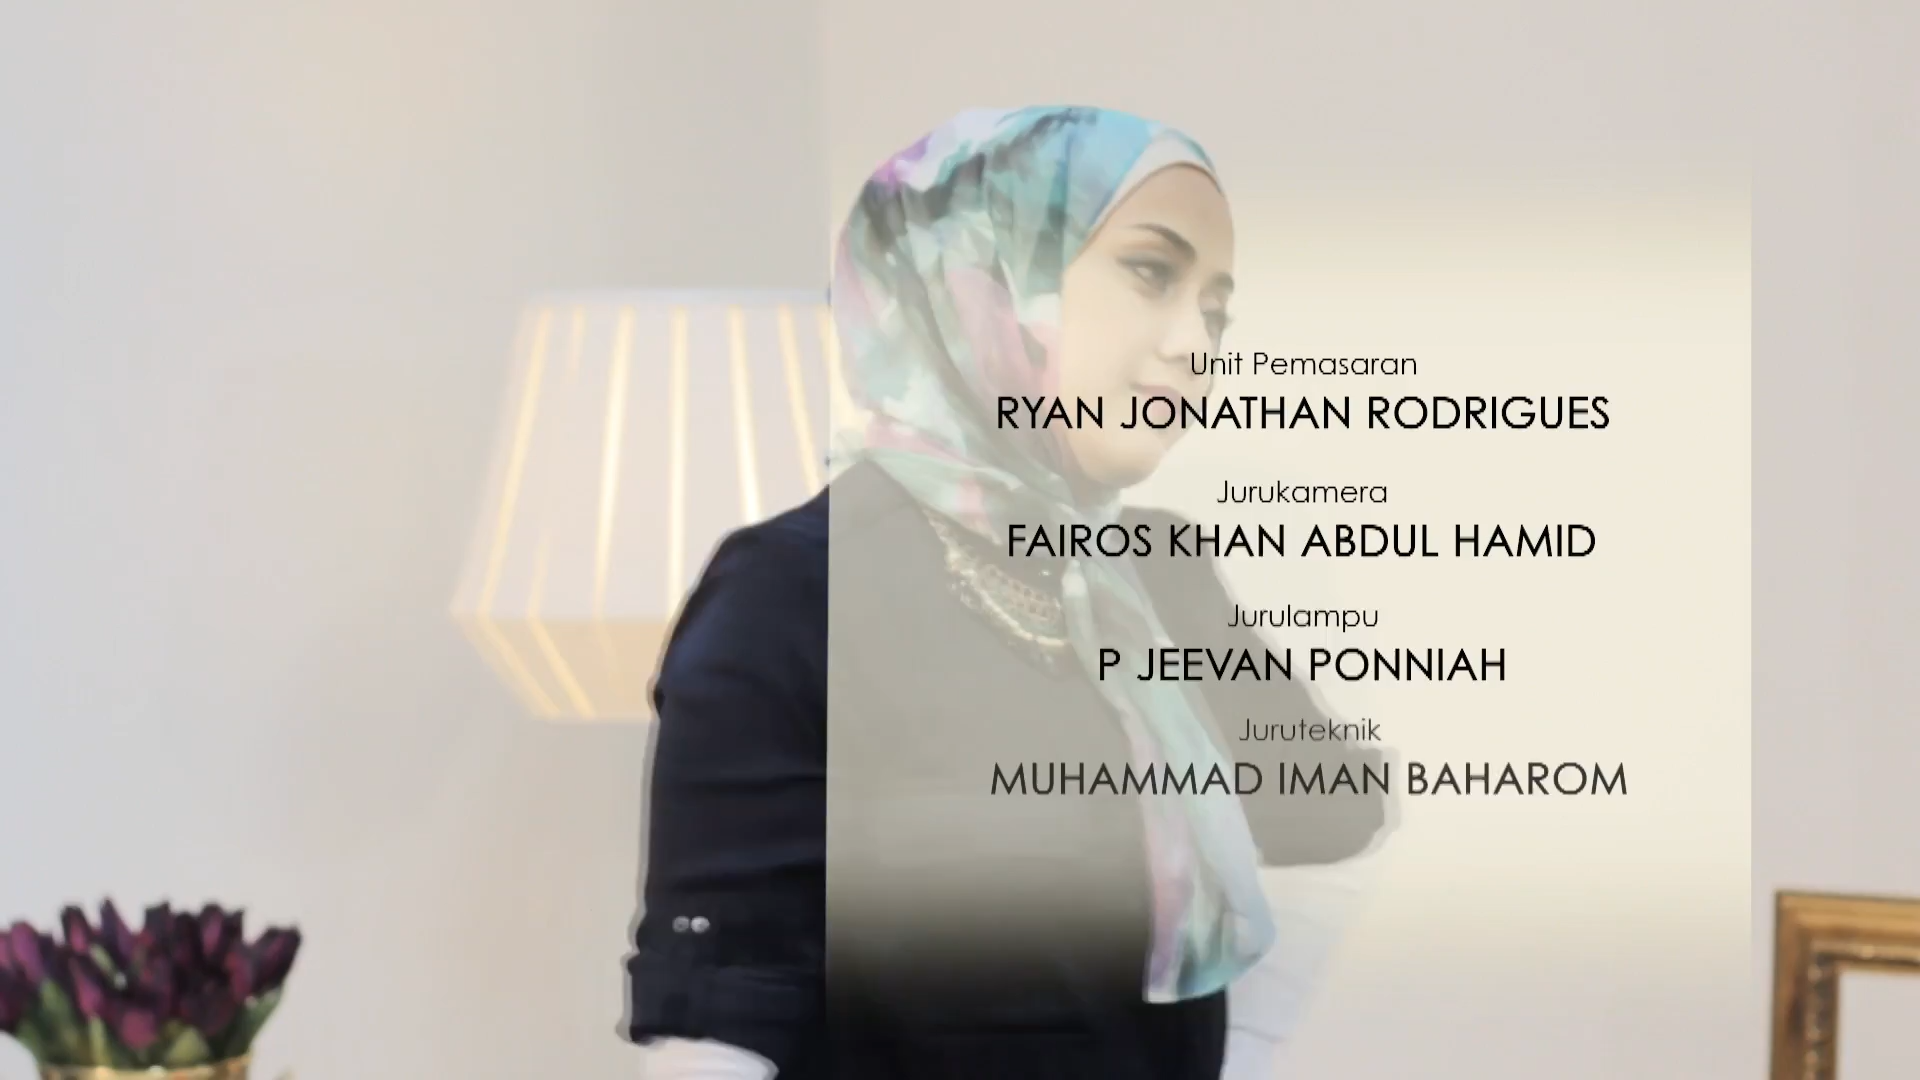 Unit Pemasaran
RYAN JONATHAN RODRIGUES
Jurukamera
FAIROS KHAN ABDUL HAMID
Jurulampu
P JEEVAN PONNIAH
Juruteknik
MUHAMMAD IMAN BAHAROM